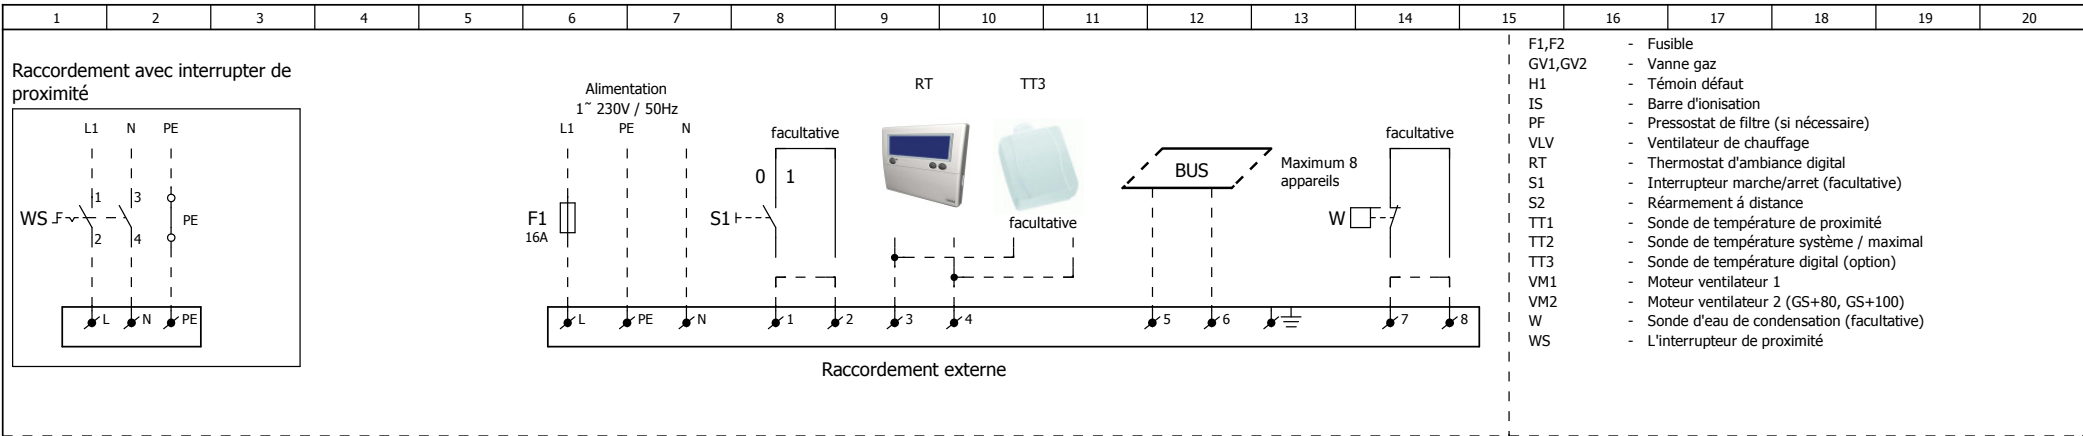 1 2 3 4 5 6 7 8 9 10 11 12 13 14 15 16 17 18 19 20
Raccordement avec interrupter de
proximité
L1 N PE
1 3
WS PE
2 4
L N PE
Alimentation
1~ 230V / 50Hz
L1 PE N
F1
16A
facultative
0 1
S1
RT TT3
facultative
BUS
Maximum 8
appareils
facultative
W
L PE N 1 2 3 4 5 6 7 8
Raccordement externe
F1,F2 - Fusible
GV1,GV2 - Vanne gaz
H1 - Témoin défaut
IS - Barre d'ionisation
PF - Pressostat de filtre (si nécessaire)
VLV - Ventilateur de chauffage
RT - Thermostat d'ambiance digital
S1 - Interrupteur marche/arret (facultative)
S2 - Réarmement á distance
TT1 - Sonde de température de proximité
TT2 - Sonde de température système / maximal
TT3 - Sonde de température digital (option)
VM1 - Moteur ventilateur 1
VM2 - Moteur ventilateur 2 (GS+80, GS+100)
W - Sonde d'eau de condensation (facultative)
WS - L'interrupteur de proximité